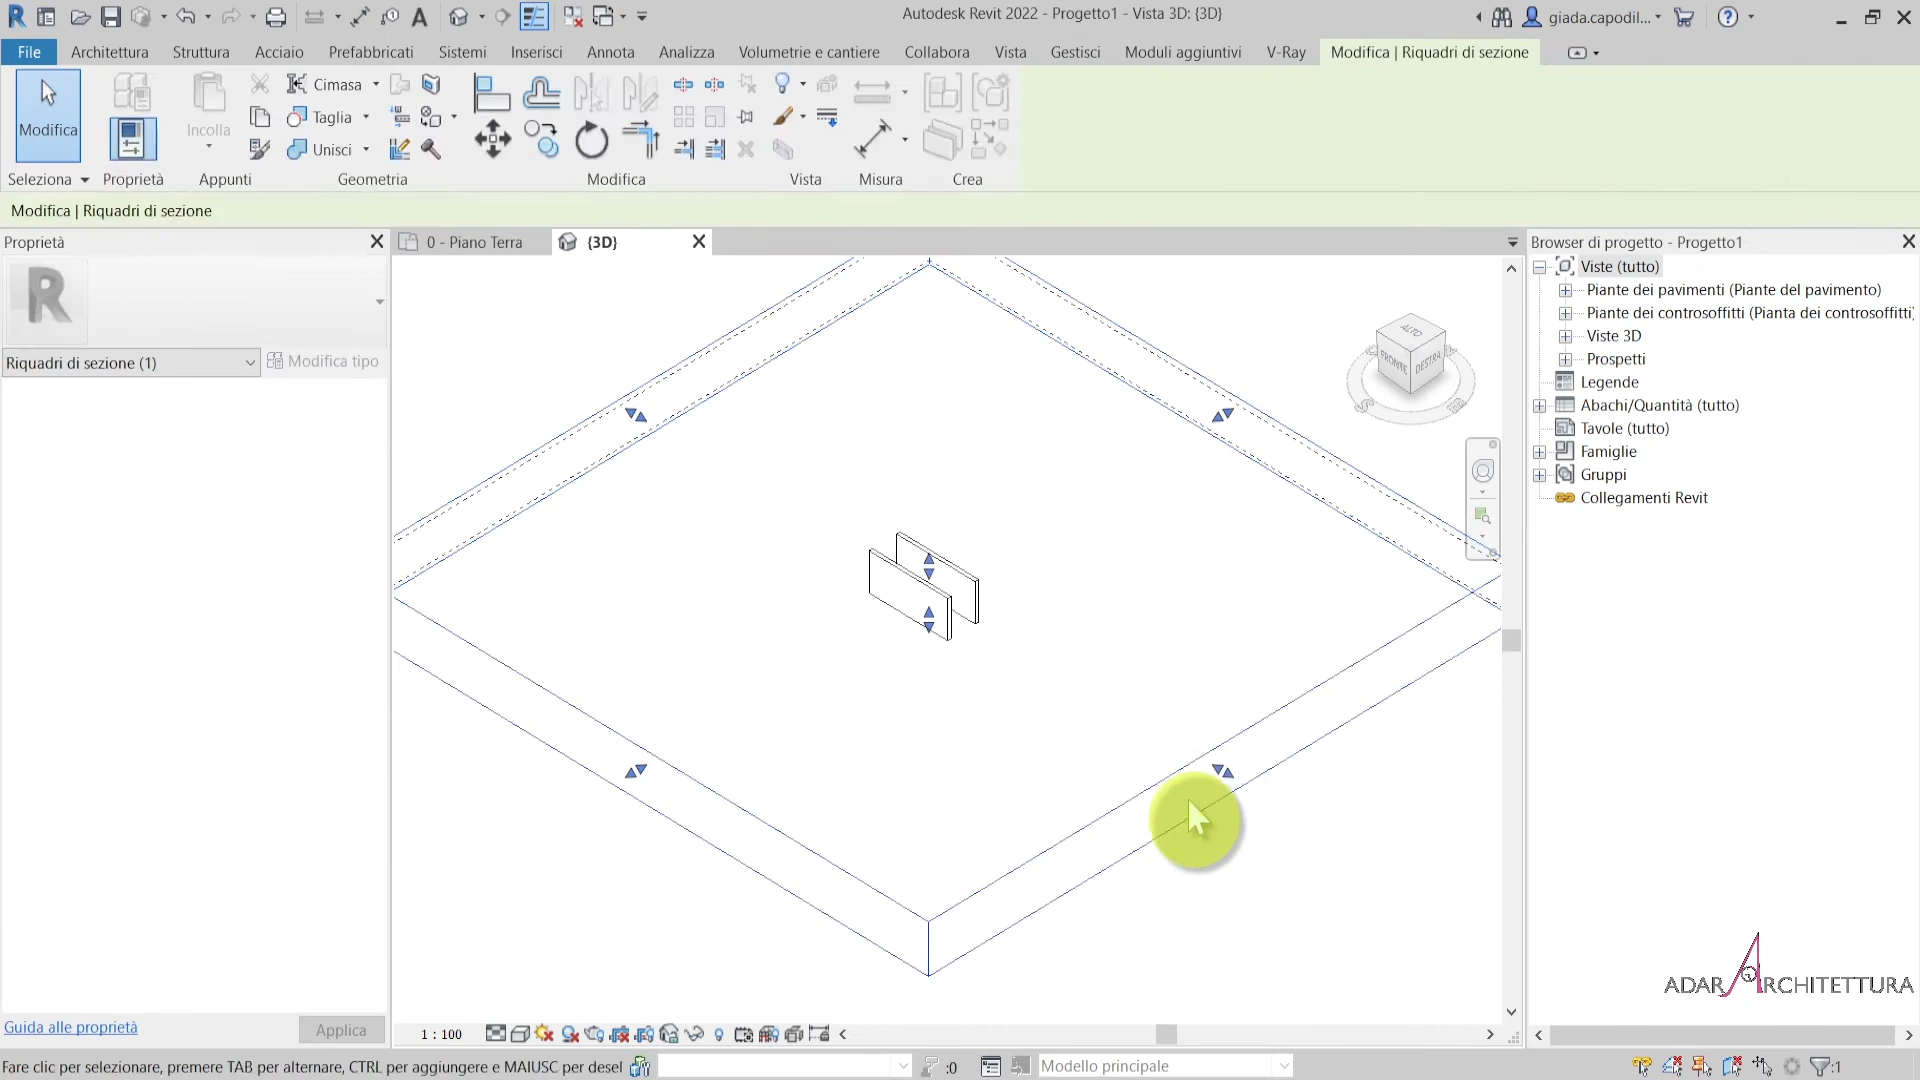 Autodesk Revit 2022 - Progetto1 - Vista 3D: {3D}
giada.capodil...
File Architettura Struttura Acciaio Prefabbricati Sistemi Inserisci Annota Analizza Volumetrie e cantiere Collabora Vista Gestisci Moduli aggiuntivi V-Ray Modifica | Riquadri di sezione
Modifica
Incolla
Cimasa
Taglia
Unisci
Seleziona Proprietà Appunti Geometria Modifica Vista Misura Crea
Modifica | Riquadri di sezione
Proprietà
Riquadri di sezione (1)
Modifica tipo
Guida alle proprietà
Applica
0 - Piano Terra
{3D}
ALTO
FRONTE
DESTRA
1 : 100
Browser di progetto - Progetto1
Viste (tutto)
Piante dei pavimenti (Piante del pavimento)
Piante dei controsoffitti (Pianta dei controsoffitti)
Viste 3D
Prospetti
Legende
Abachi/Quantità (tutto)
Tavole (tutto)
Famiglie
Gruppi
Collegamenti Revit
ADARARCHITETTURA
Fare clic per selezionare, premere TAB per alternare, CTRL per aggiungere e MAIUSC per desel
:0
Modello principale
:1